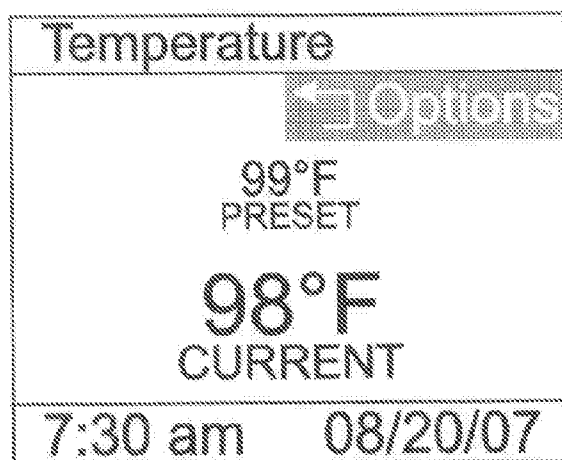 Temperature
Options
99°F
PRESET
98°F
CURRENT
7:30 am 08/20/07